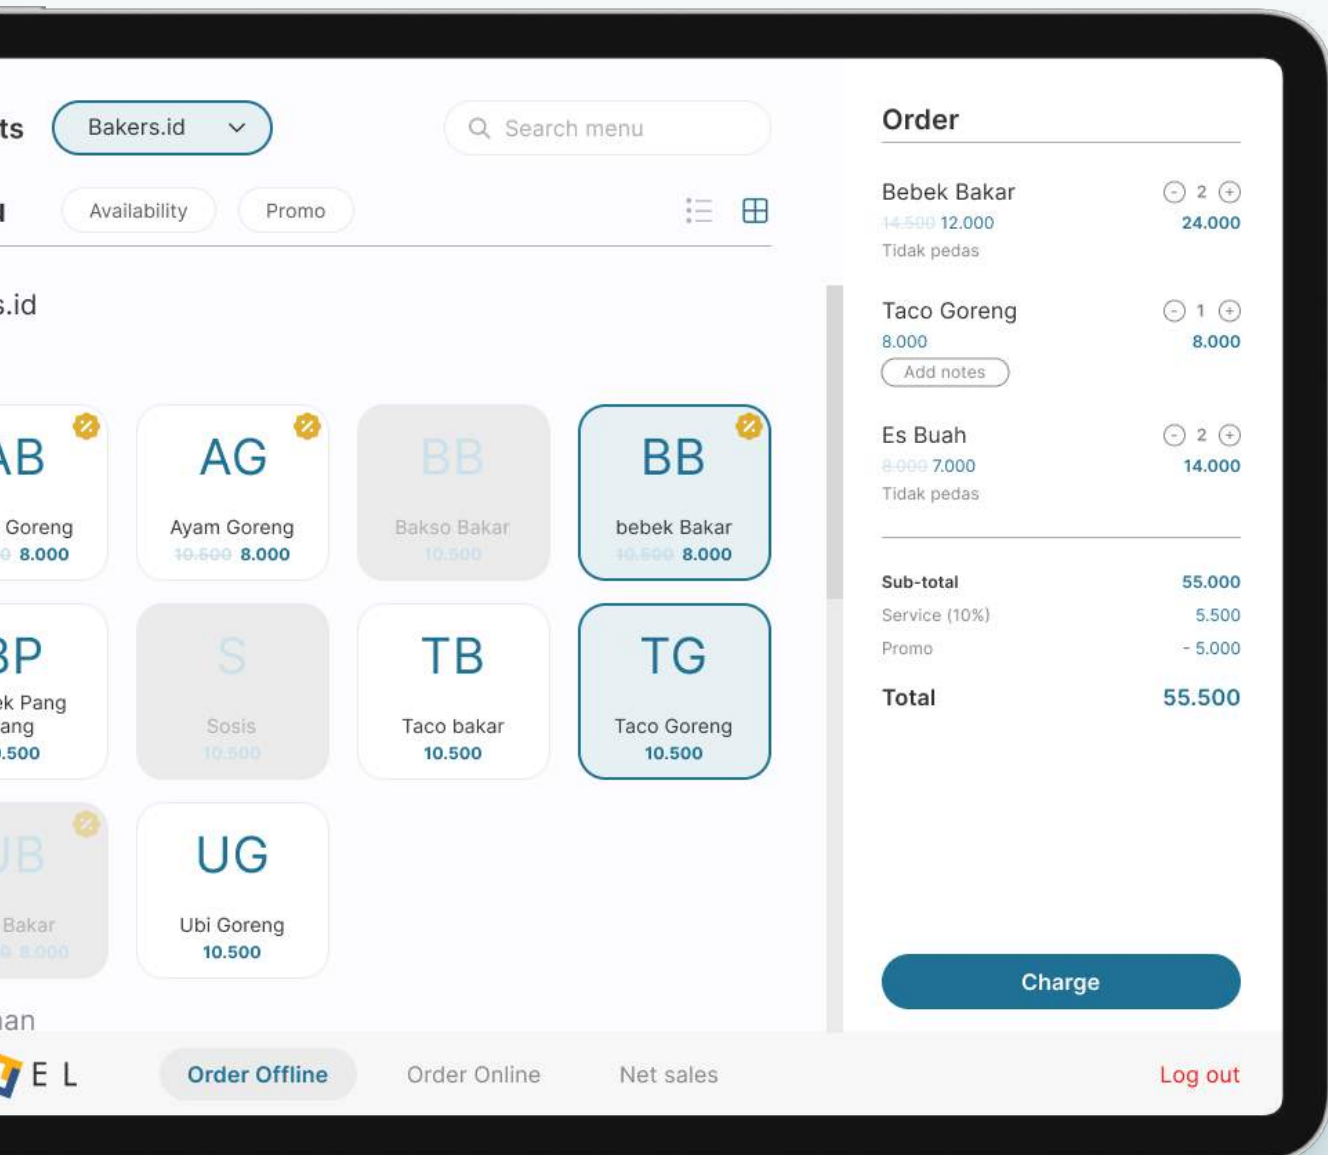 ts
Bakers.id
Search menu
Availability
Promo
s.id
AB
Goren​g
8.000
AG
Ayam Goreng
10.500 8.000
BB
Bakso Bakar
10.500
BB
bebek Bakar
10.500 8.000
BP
ek Pang
ang
.500
S
Sosis
10.500
TB
Taco bakar
10.500
TG
Taco Goreng
10.500
UB
Bakar
8.000
UG
Ubi Goreng
10.500
an
Order
Bebek Bakar
- 2 +
14.500 12.000
24.000
Tidak pedas
Taco Goreng
- 1 +
8.000
8.000
Add notes
Es Buah
- 2 +
8.000 7.000
14.000
Tidak pedas
Sub-total
55.000
Service (10%)
5.500
Promo
- 5.000
Total
55.500
Charge
EL
Order Offline
Order Online
Net sales
Log out